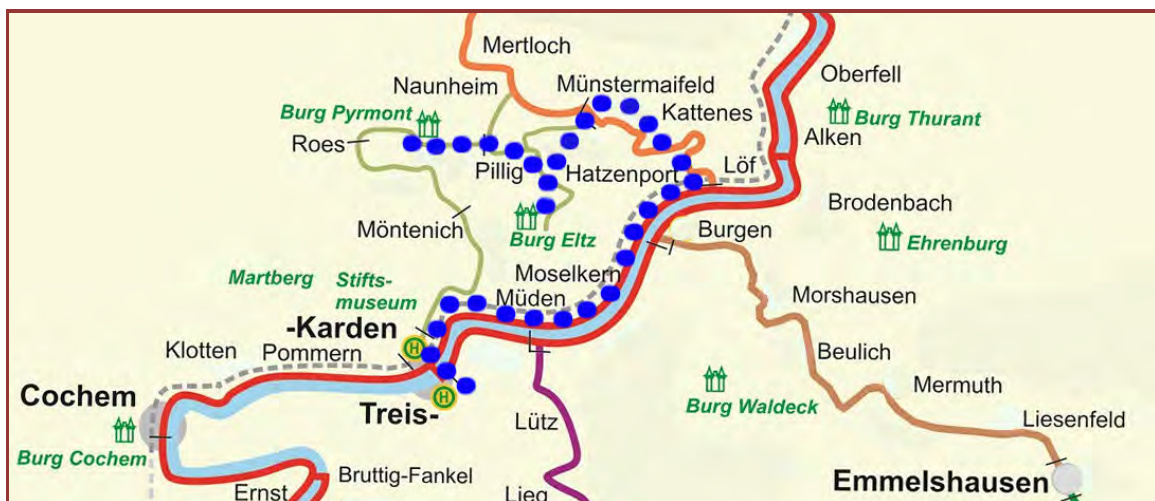 Mertloch
Oberfell
Naunheim
Münstermaifeld
Burg Pyrmont
Kattenes
Burg Thurant
Roes
Alken
Pillig
Hatzenport
Löf
Möntenich
Burg Eltz
Burgen
Brodenbach
Ehrenburg
Martberg
Stifts-
museum
Moselkern
Müden
Morshausen
-Karden
H
Klotten
Pommern
Beulich
Cochem
Treis-
H
Burg Waldeck
Mermuth
Lütz
Liesenfeld
Burg Cochem
Bruttig-Fankel
Emmelshausen
Ernst
Lieg